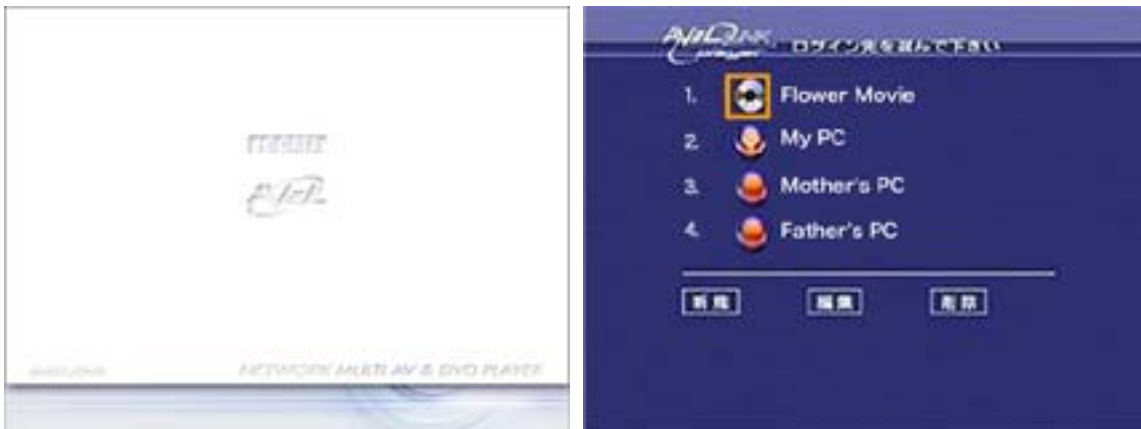 NETWORK MULTI AV & DVD PLAYER
ログイン先を選んで下さい
1. Flower Movie
2. My PC
3. Mother's PC
4. Father's PC
新規 編集 削除